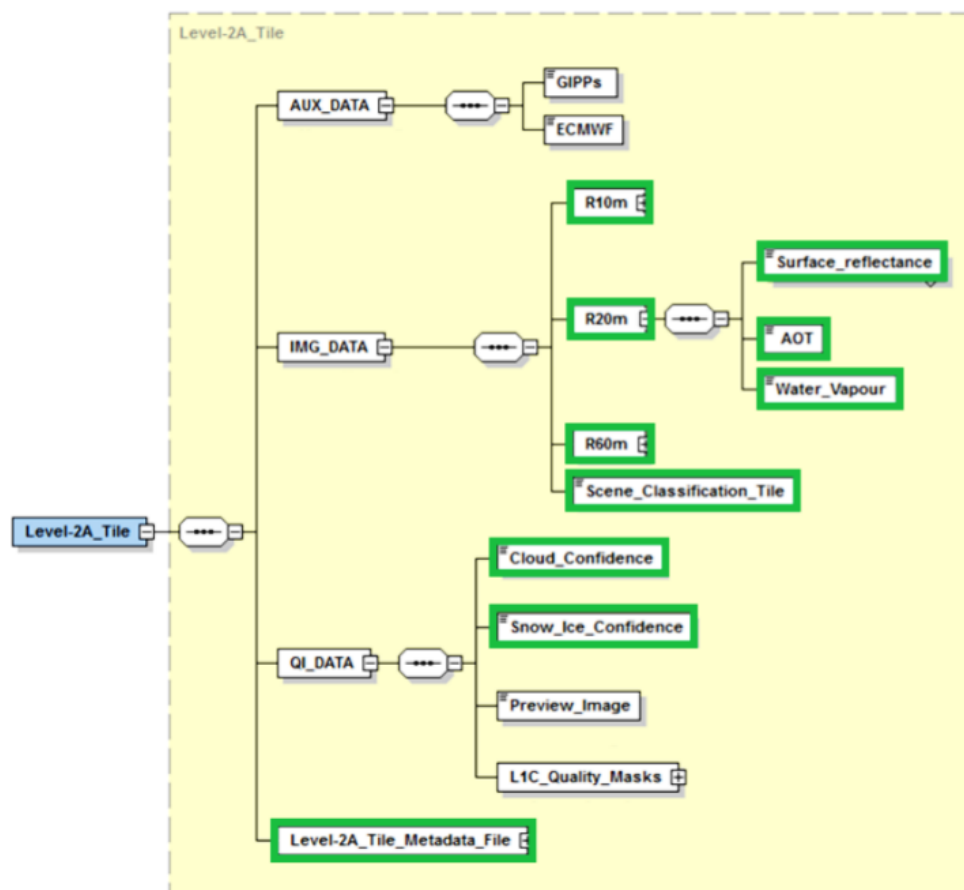 Level-2A_Tile
GIPPs
AUX_DATA
ECMWF
R10m
Surface_reflectance
R20m
AOT
IMG_DATA
Water_Vapour
R60m
Scene_Classification_Tile
Level-2A_Tile
Cloud_Confidence
Snow_Ice_Confidence
QI_DATA
Preview_Image
L1C_Quality_Masks
Level-2A_Tile_Metadata_File